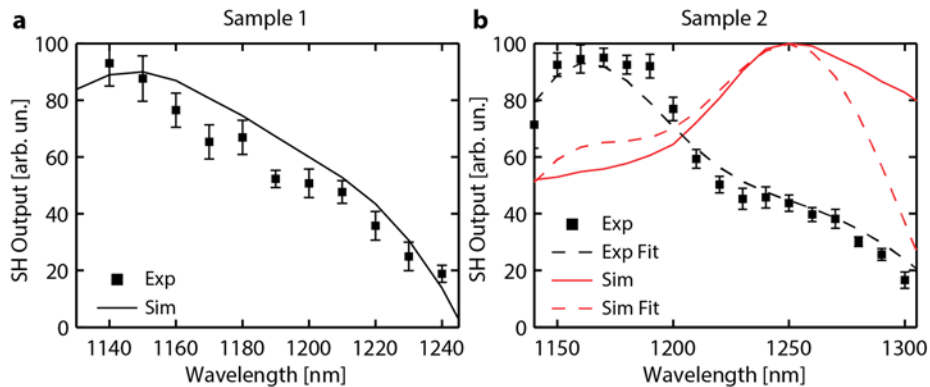 a
Sample 1
SH Output [arb. un.]
100
80
60
40
20
0
Exp
Sim
1140 1160 1180 1200 1220 1240
Wavelength [nm]
b
Sample 2
SH Output [arb. un.]
100
80
60
40
20
0
Exp
Exp Fit
Sim
Sim Fit
1150 1200 1250 1300
Wavelength [nm]